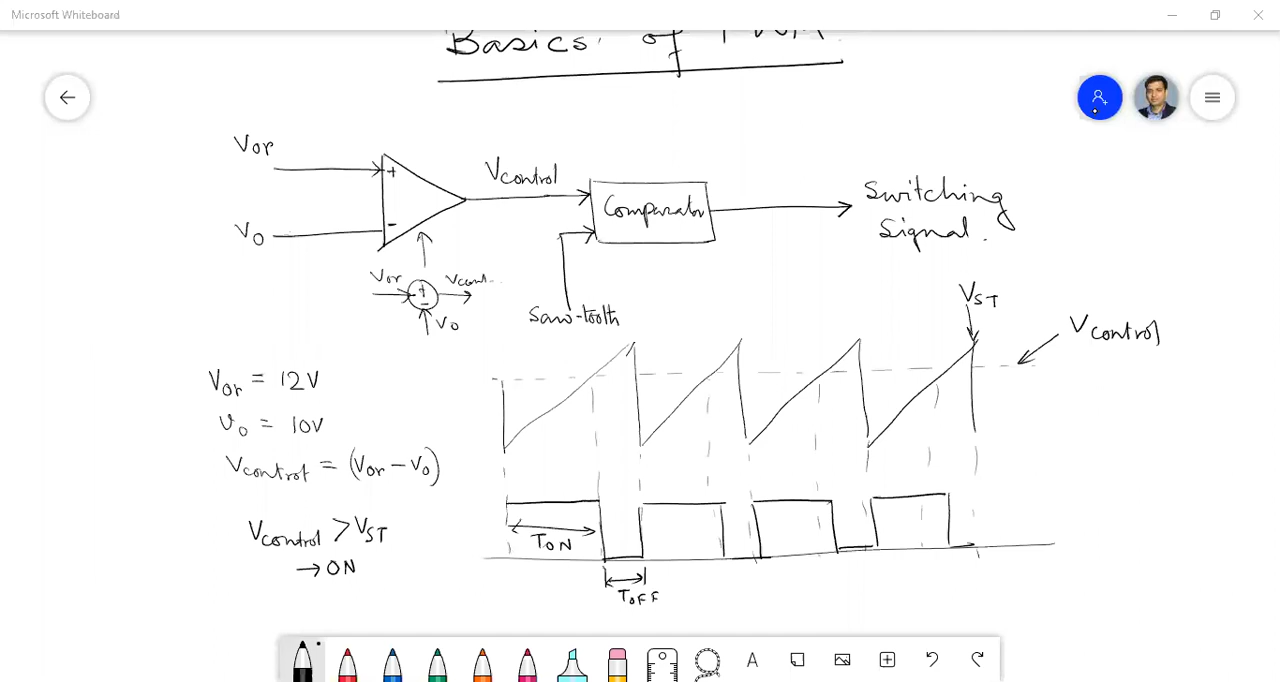 Microsoft Whiteboard
Basics of PWM
Vor
+
Vcontrol
Comparator
Switching
Signal.
Vo
-
Vor
Vcont..
+
-
Vo
Saw-tooth
VST
Vcontrol
Vor = 12V
vo = 10V
Vcontrol = (Vor - vo)
Vcontrol > VST
→ ON
TON
TOFF
A